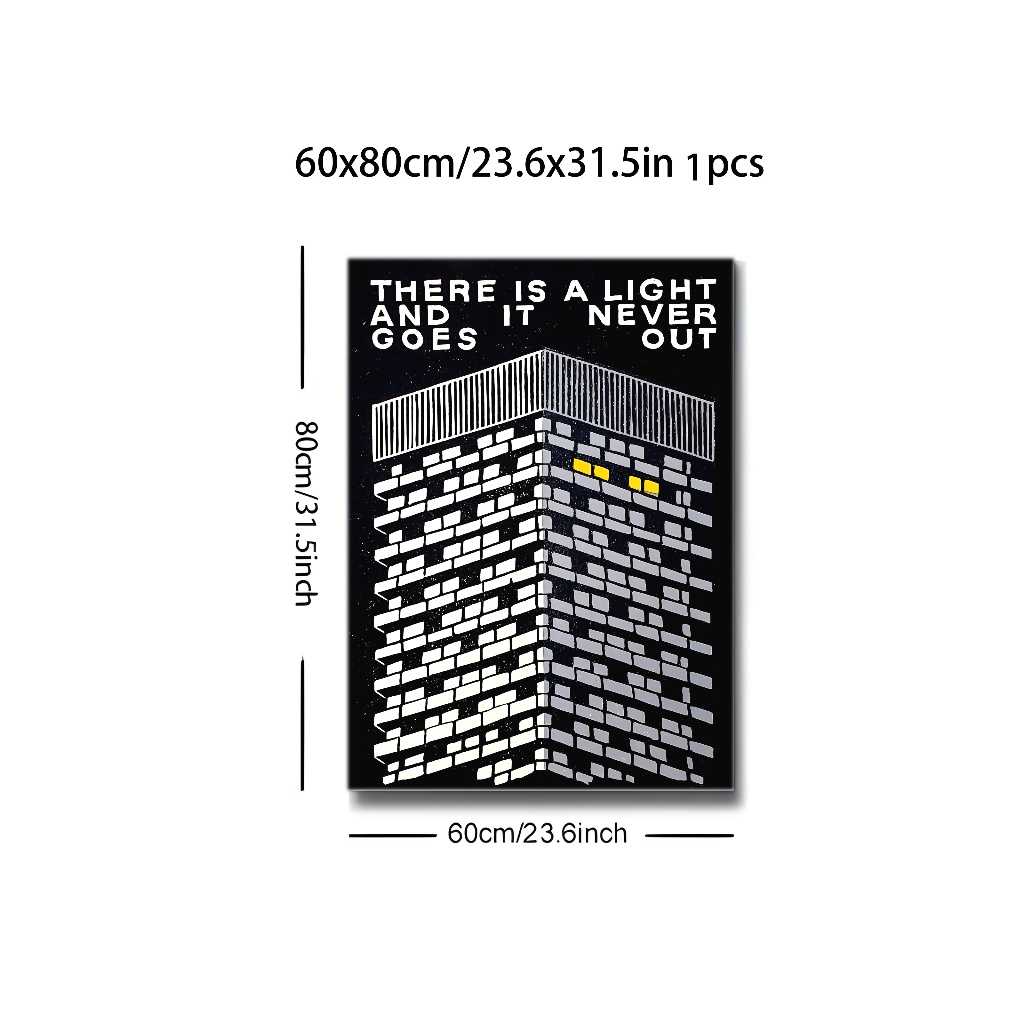 60x80cm/23.6x31.5in 1pcs
THERE IS A LIGHT
AND IT NEVER
GOES OUT
80cm/31.5inch
60cm/23.6inch